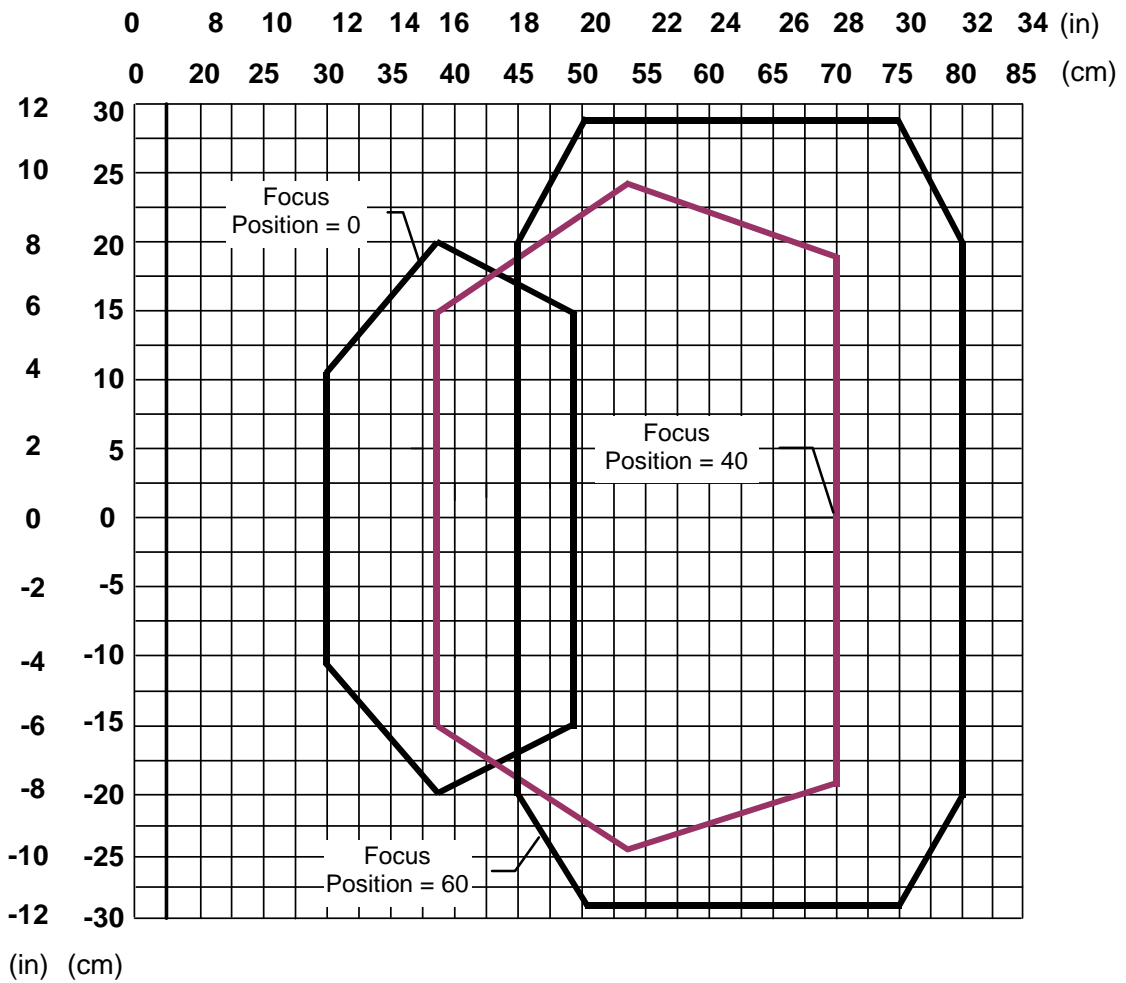 0 8 10 12 14 16 18 20 22 24 26 28 30 32 34 (in)
0 20 25 30 35 40 45 50 55 60 65 70 75 80 85 (cm)
12 30
10 25
Focus
Position = 0
8 20
6 15
4 10
Focus
Position = 40
2 5
0 0
-2 -5
-4 -10
-6 -15
-8 -20
Focus
Position = 60
-10 -25
-12 -30
(in) (cm)